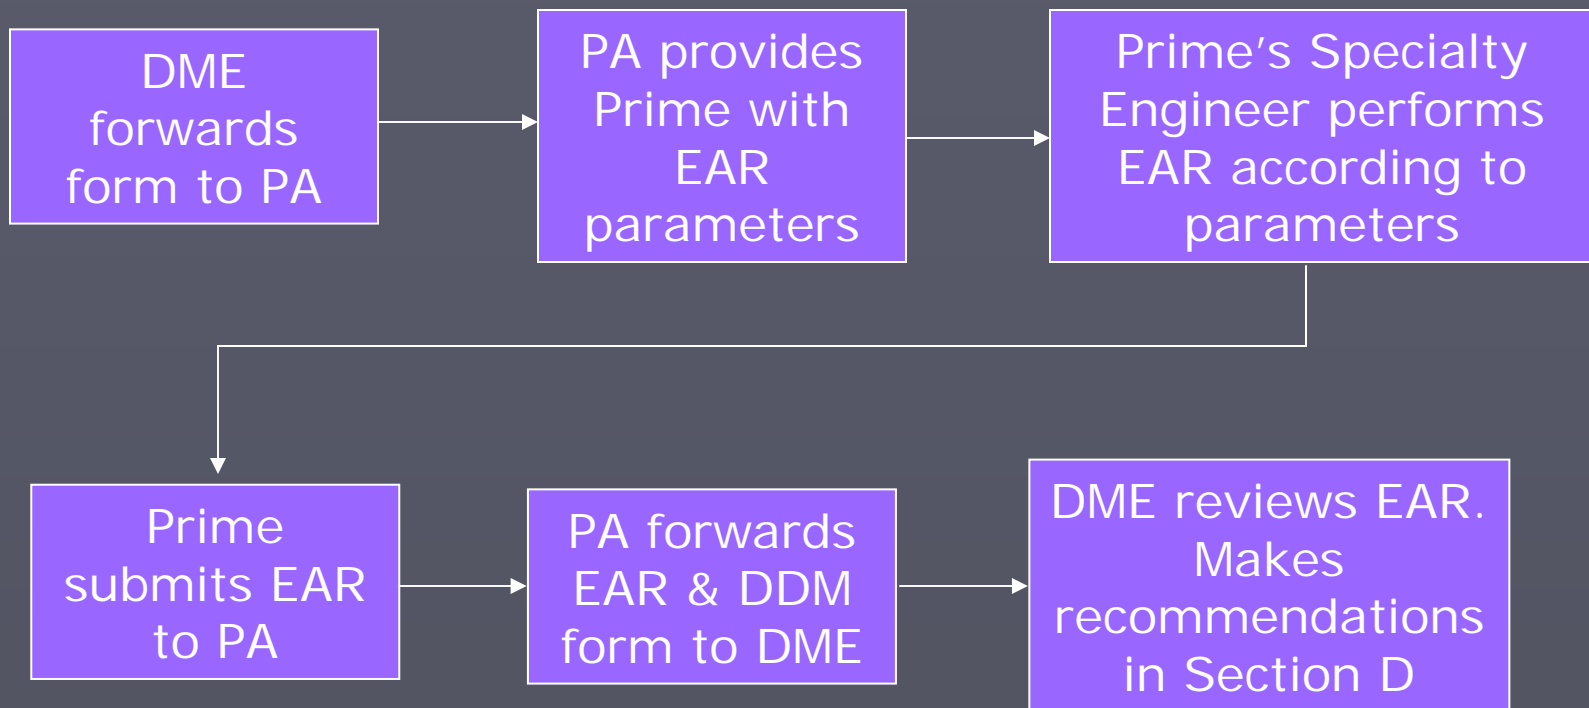 DME
forwards
form to PA
PA provides
Prime with
EAR
parameters
Prime's Specialty
Engineer performs
EAR according to
parameters
Prime
submits EAR
to PA
PA forwards
EAR & DDM
form to DME
DME reviews EAR.
Makes
recommendations
in Section D